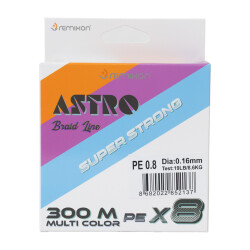 remixon
ASTRO
Braid Line
SUPER STRONG
PE 0.8 Dia:0.16mm
Test:19LB/8.6KG
8682022852137
300 M PE X8
MULTI COLOR